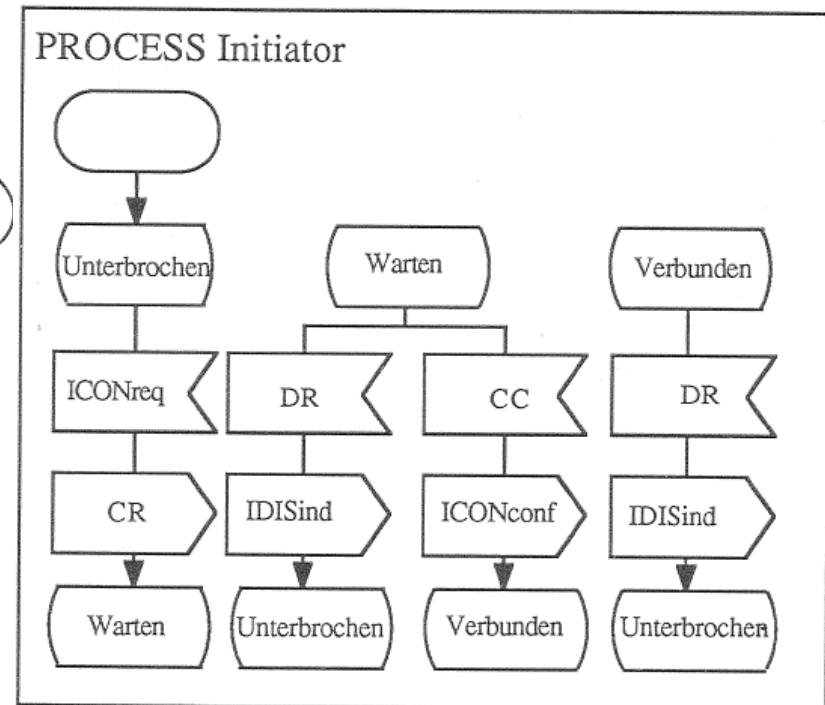 PROCESS Initiator
Unterbrochen
Warten
Verbunden
ICONreq
DR
CC
DR
CR
IDISind
ICONconf
IDISind
Warten
Unterbrochen
Verbunden
Unterbrochen